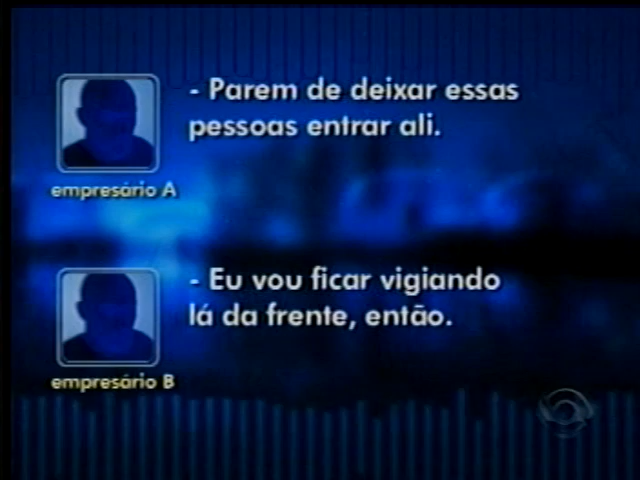 - Parem de deixar essas
pessoas entrar ali.
empresário A
- Eu vou ficar vigiando
lá da frente, então.
empresário B